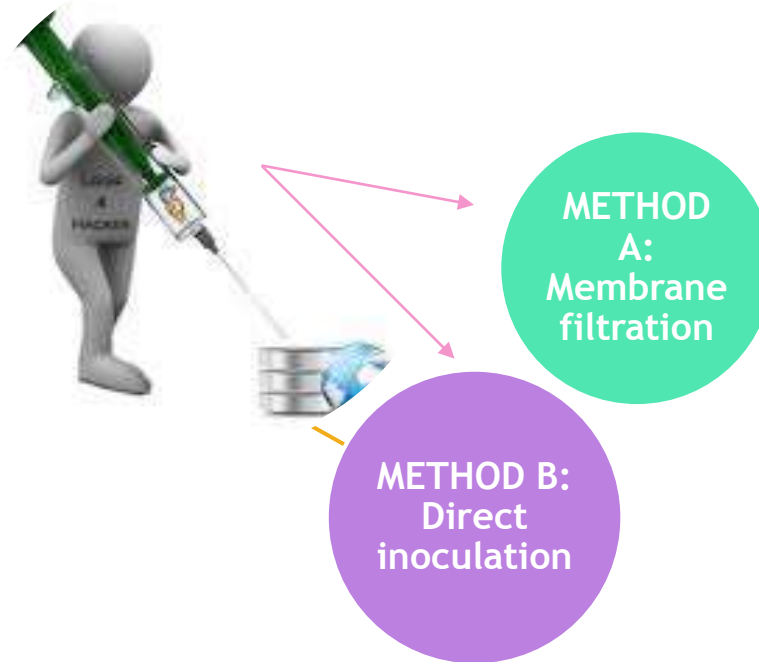 METHOD
A:
Membrane
filtration
METHOD B:
Direct
inoculation